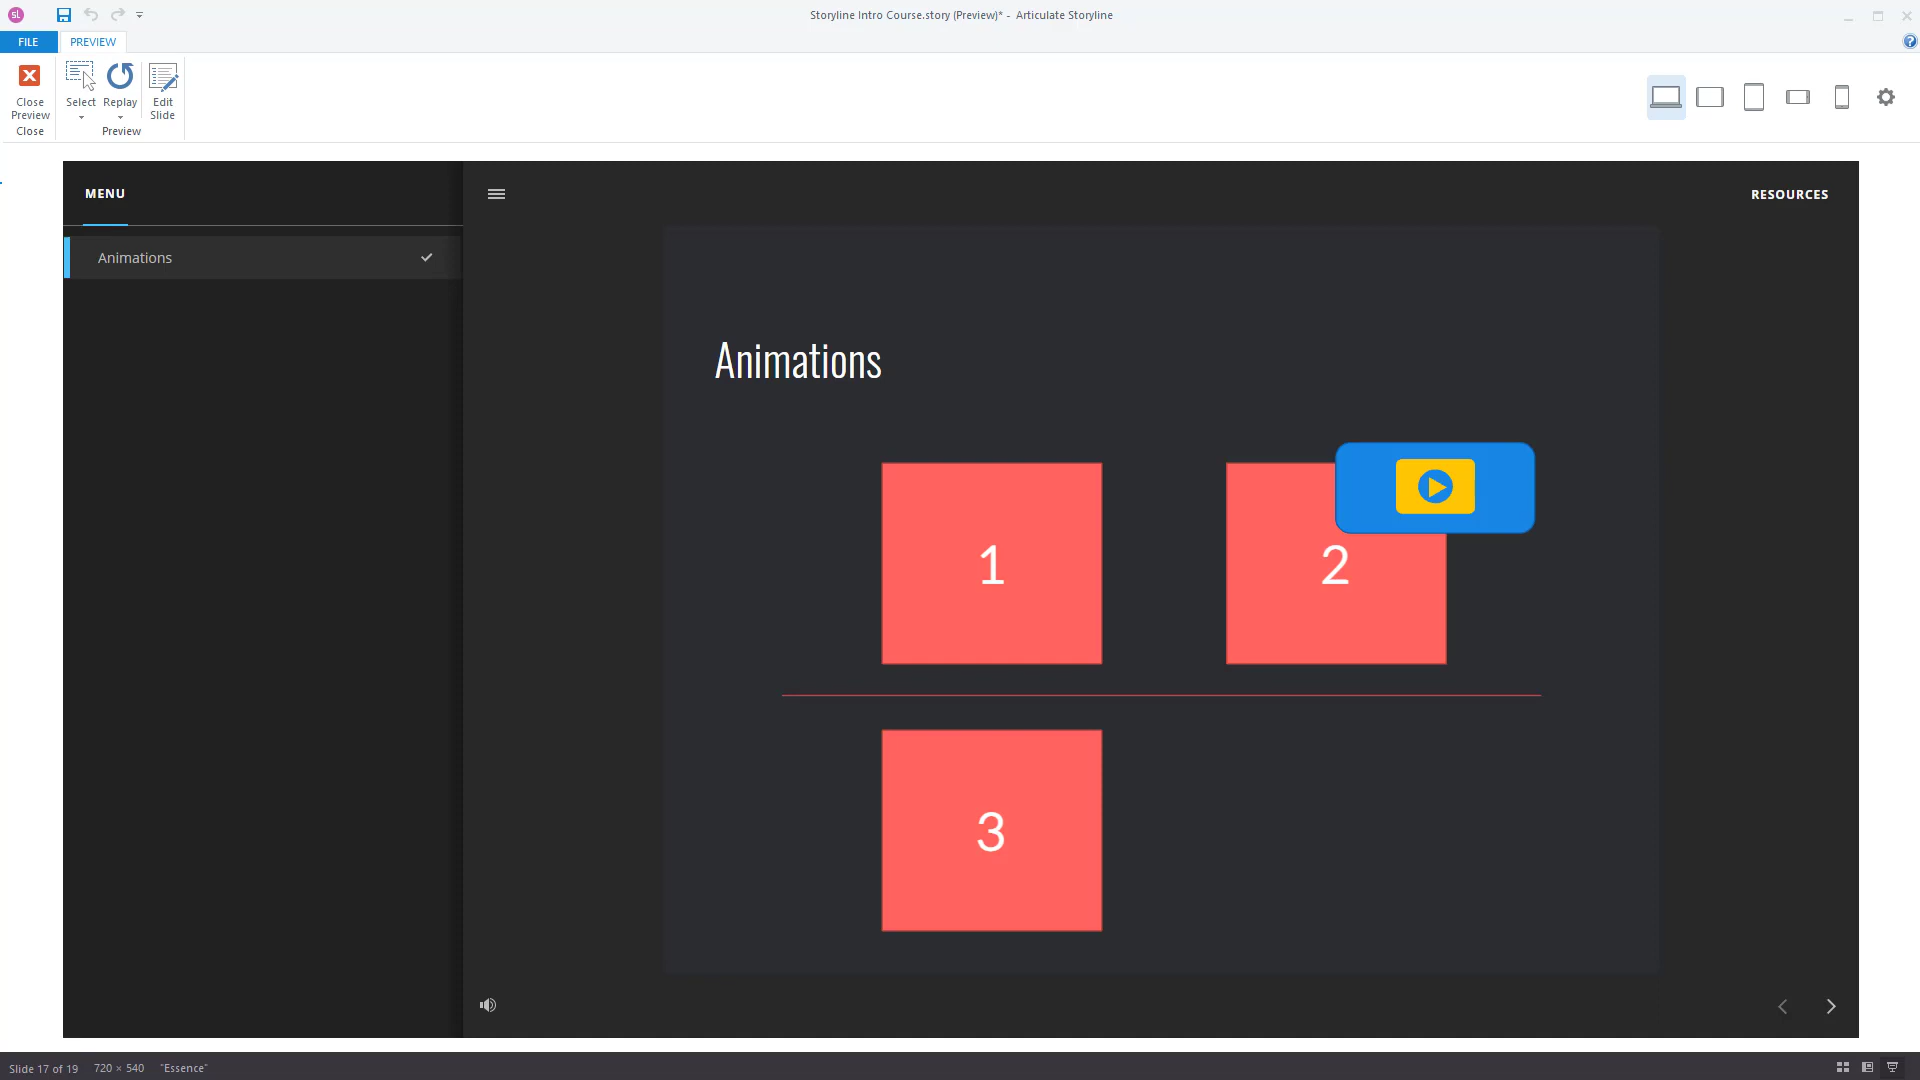 sl
Storyline Intro Course.story (Preview)* - Articulate Storyline
FILE
PREVIEW
?
Close Preview
Select
Replay
Edit Slide
Close
Preview
MENU
RESOURCES
Animations
Animations
1
2
3
Slide 17 of 19
720 × 540
"Essence"